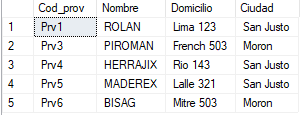 Cod_prov Nombre Domicilio Ciudad
1 Prv1 ROLAN Lima 123 San Justo
2 Prv3 PIROMAN French 503 Moron
3 Prv4 HERRAJIX Rio 143 San Justo
4 Prv5 MADEREX Lalle 321 San Justo
5 Prv6 BISAG Mitre 503 Moron